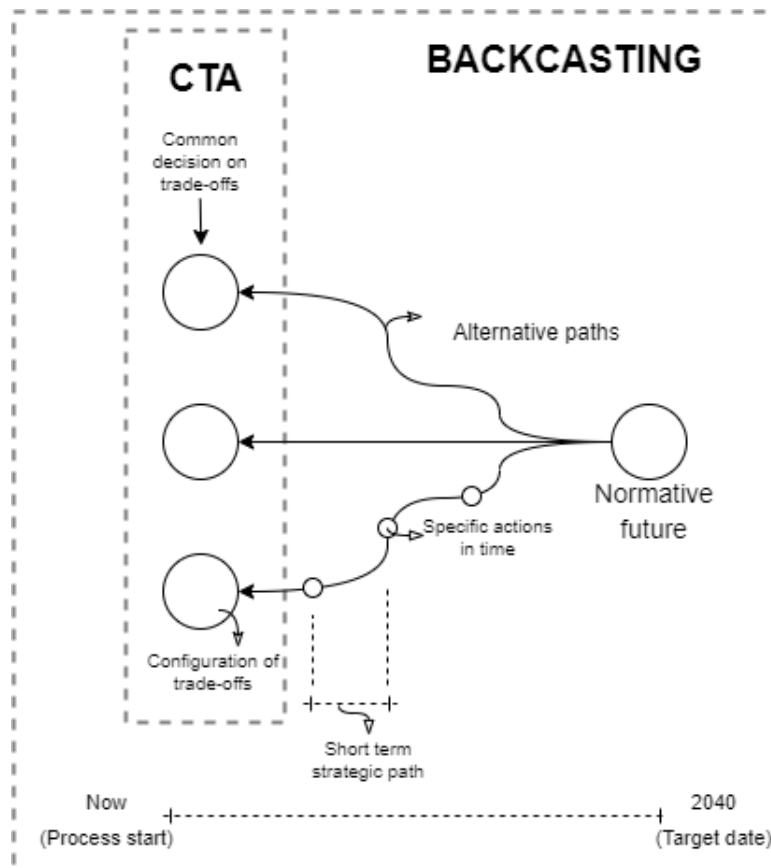 BACKCASTING
CTA
Common
decision on
trade-offs
Alternative paths
Normative
future
Specific actions
in time
Configuration of
trade-offs
Short term
strategic path
Now
(Process start)
2040
(Target date)